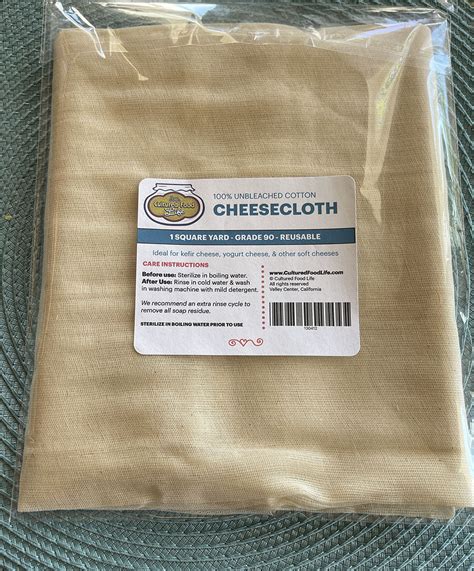 Cultured Food
Life
100% UNBLEACHED COTTON
CHEESECLOTH
1 SQUARE YARD - GRADE 90 - REUSABLE
Ideal for kefir cheese, yogurt cheese, & other soft cheeses
CARE INSTRUCTIONS
Before use: Sterilize in boiling water.
After Use: Rinse in cold water & wash
in washing machine with mild detergent.
We recommend an extra rinse cycle to
remove all soap residue.
STERILIZE IN BOILING WATER PRIOR TO USE
www.CulturedFoodLife.com
© Cultured Food Life
All rights reserved
Valley Center, California
100413